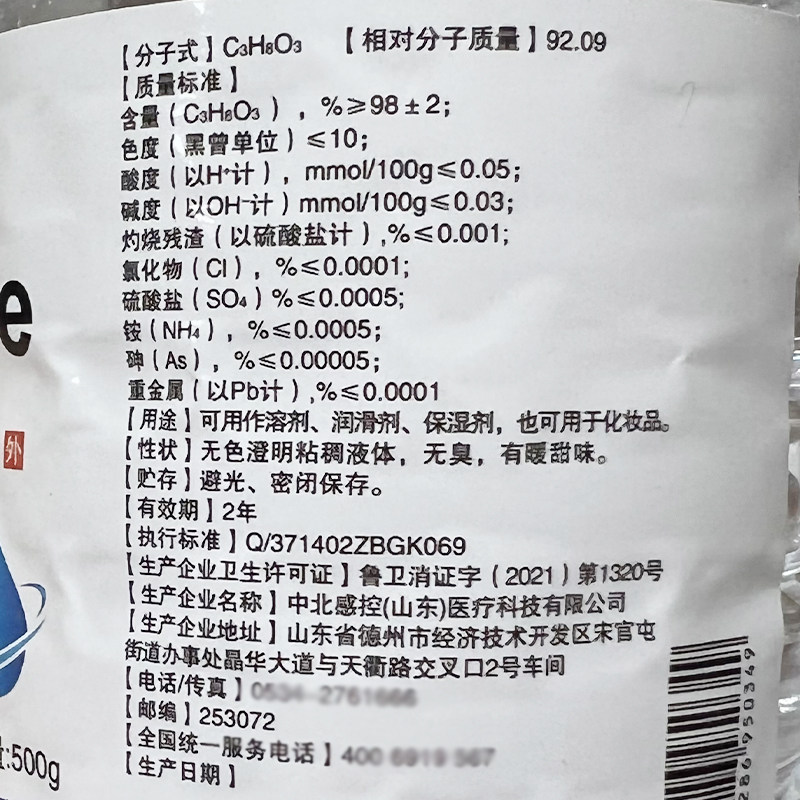 【分子式】C3H8O3 【相对分子质量】92.09
【质量标准】
含量（C3H8O3），%≥98±2；
色度（黑曾单位）≤10；
酸度（以H+计），mmol/100g≤0.05；
碱度（以OH-计）mmol/100g≤0.03；
灼烧残渣（以硫酸盐计）,%≤0.001；
氯化物（Cl），%≤0.0001；
硫酸盐（SO4）%≤0.0005；
铵（NH4），%≤0.0005；
砷（As），%≤0.00005；
重金属（以Pb计）,%≤0.0001
【用途】可用作溶剂、润滑剂、保湿剂，也可用于化妆品。
【性状】无色澄明粘稠液体，无臭，有暖甜味。
【贮存】避光、密闭保存。
【有效期】2年
【执行标准】Q/371402ZBGK069
【生产企业卫生许可证】鲁卫消证字（2021）第1320号
【生产企业名称】中北感控(山东)医疗科技有限公司
【生产企业地址】山东省德州市经济技术开发区宋官屯
街道办事处晶华大道与天衢路交叉口2号车间
【电话/传真】
【邮编】253072
【全国统一服务电话】
【生产日期】
e
外
:500g
286950349